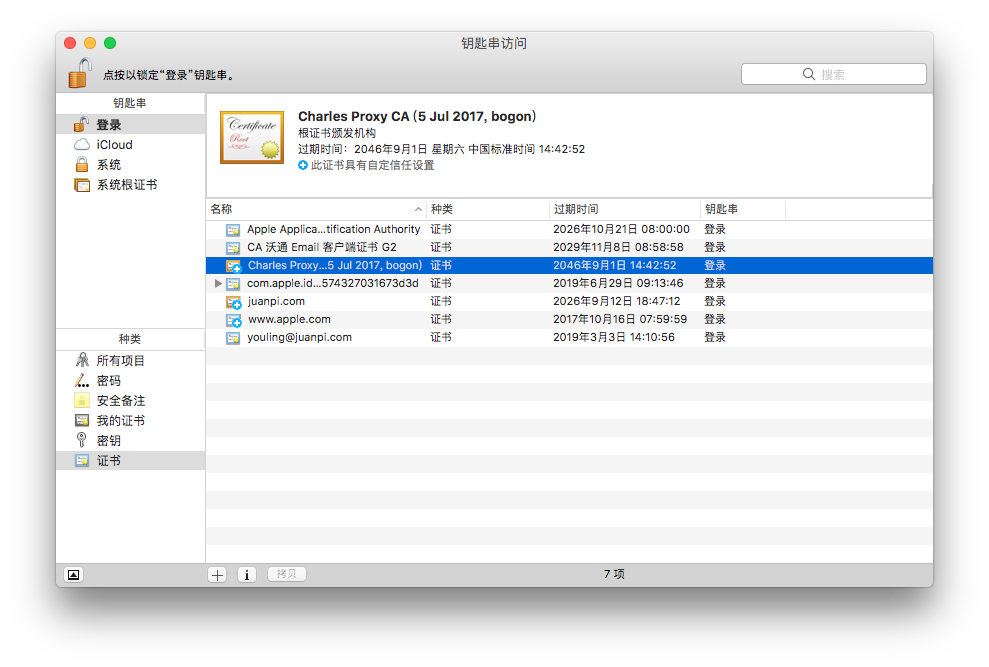 钥匙串访问
点按以锁定“登录”钥匙串。
搜索
钥匙串
登录
iCloud
系统
系统根证书
Certificate
Root
Charles Proxy CA (5 Jul 2017, bogon)
根证书颁发机构
过期时间：2046年9月1日 星期六 中国标准时间 14:42:52
此证书具有自定信任设置
名称 种类 过期时间 钥匙串
Apple Applica...tification Authority 证书 2026年10月21日 08:00:00 登录
CA 沃通 Email 客户端证书 G2 证书 2029年11月8日 08:58:58 登录
Charles Proxy...5 Jul 2017, bogon) 证书 2046年9月1日 14:42:52 登录
com.apple.id...574327031673d3d 证书 2019年6月29日 09:13:46 登录
juanpi.com 证书 2026年9月12日 18:47:12 登录
www.apple.com 证书 2017年10月16日 07:59:59 登录
youling@juanpi.com 证书 2019年3月3日 14:10:56 登录
种类
所有项目
密码
安全备注
我的证书
密钥
证书
拷贝
7 项